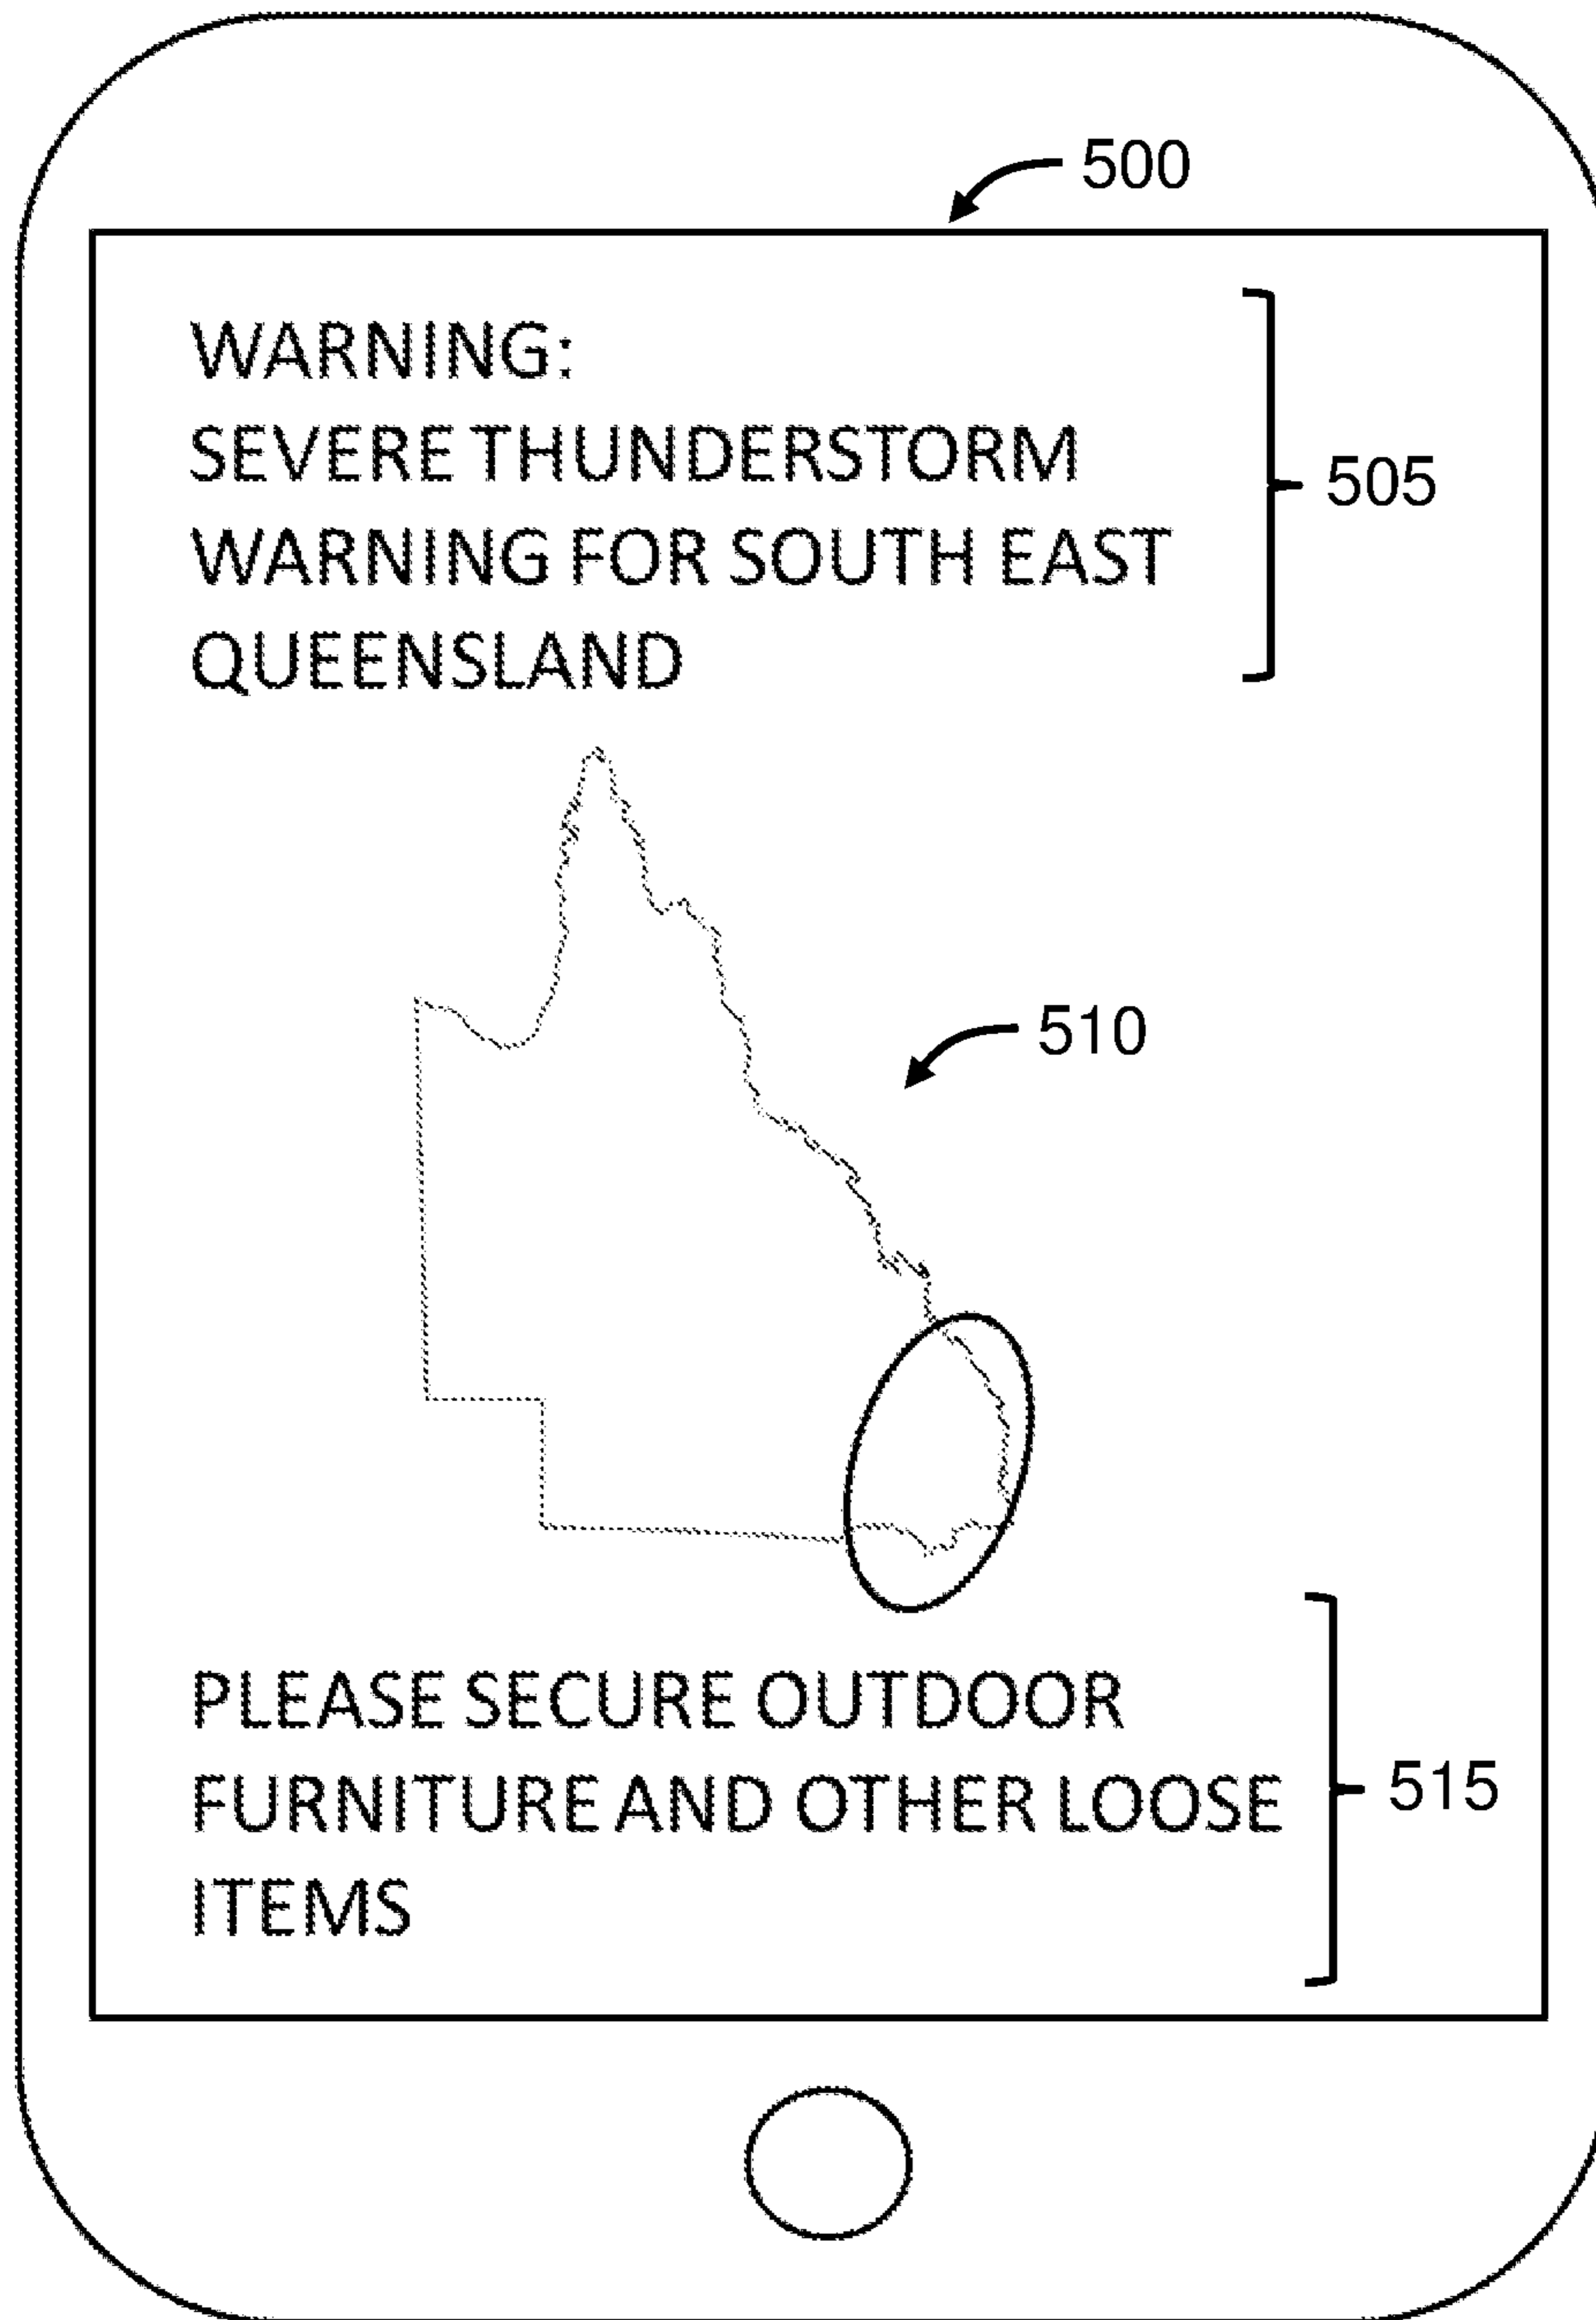 500
WARNING:
SEVERE THUNDERSTORM
WARNING FOR SOUTH EAST
QUEENSLAND
505
510
PLEASE SECURE OUTDOOR
FURNITURE AND OTHER LOOSE
ITEMS
515